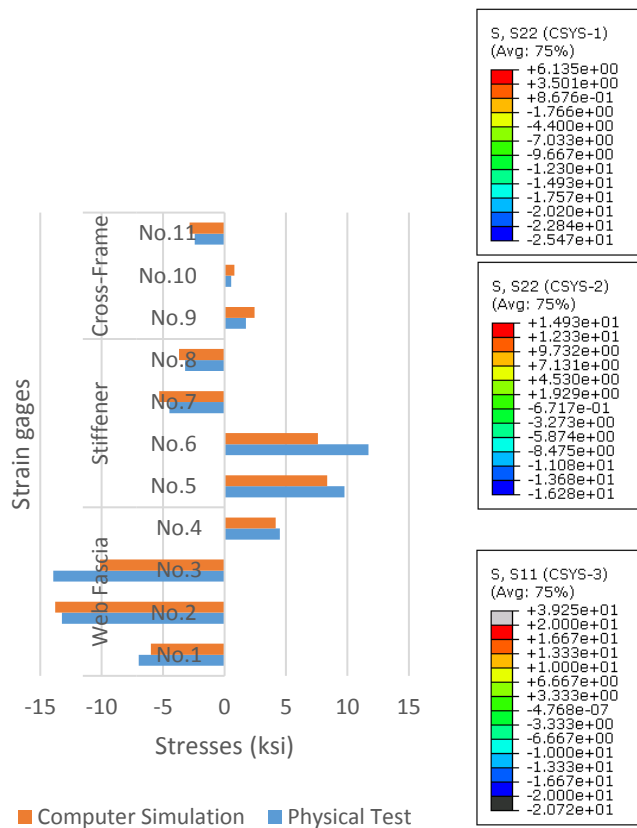 Strain gages
Cross-Frame
Stiffener
Web Fascia
No.11
No.10
No.9
No.8
No.7
No.6
No.5
No.4
No.3
No.2
No.1
-15 -10 -5 0 5 10 15
Stresses (ksi)
Computer Simulation Physical Test
S, S22 (CSYS-1)
(Avg: 75%)
+6.135e+00
+3.501e+00
+8.676e-01
-1.766e+00
-4.400e+00
-7.033e+00
-9.667e+00
-1.230e+01
-1.493e+01
-1.757e+01
-2.020e+01
-2.284e+01
-2.547e+01
S, S22 (CSYS-2)
(Avg: 75%)
+1.493e+01
+1.233e+01
+9.732e+00
+7.131e+00
+4.530e+00
+1.929e+00
-6.717e-01
-3.273e+00
-5.874e+00
-8.475e+00
-1.108e+01
-1.368e+01
-1.628e+01
S, S11 (CSYS-3)
(Avg: 75%)
+3.925e+01
+2.000e+01
+1.667e+01
+1.333e+01
+1.000e+01
+6.667e+00
+3.333e+00
-4.768e-07
-3.333e+00
-6.667e+00
-1.000e+01
-1.333e+01
-1.667e+01
-2.000e+01
-2.072e+01